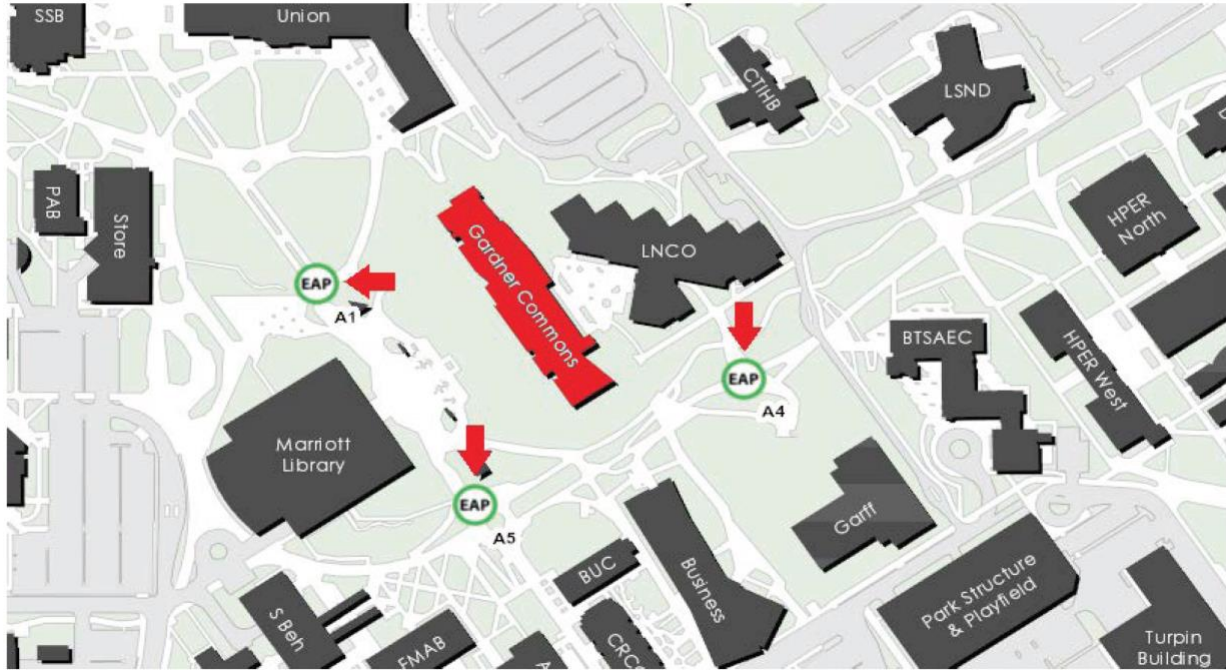 SSB
Union
CTIHB
LSND
PAB
Store
HPER
North
Gardner Commons
LNCO
EAP
A1
BTSAEC
HPER West
EAP
A4
Marriott
Library
EAP
A5
Garff
BUC
Business
Park Structure
& Playfield
S Beh
FMAB
CRCC
Turpin
Building